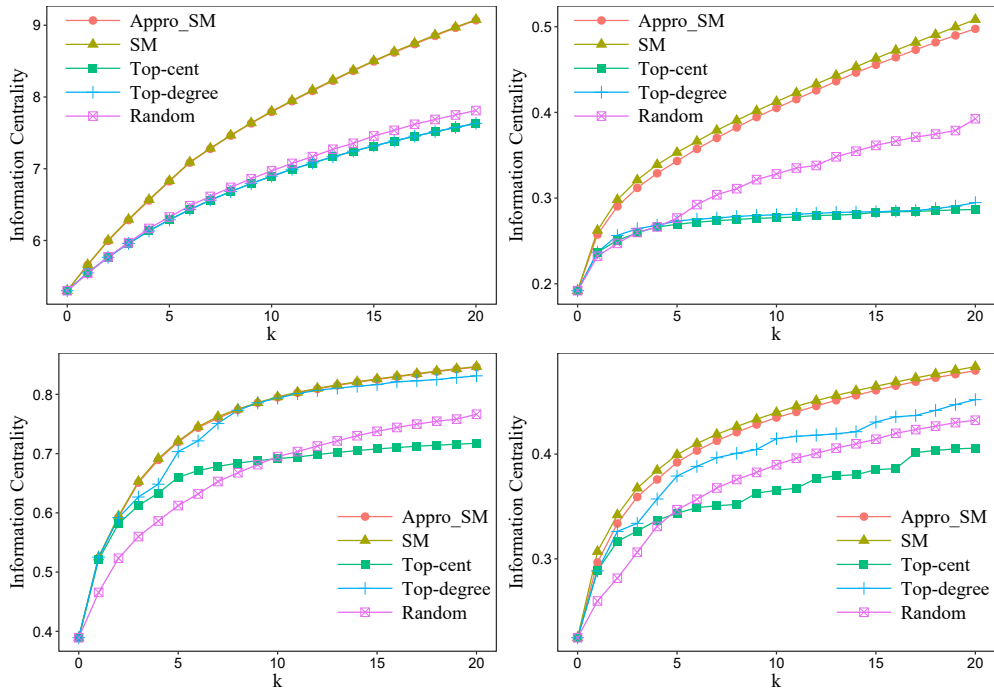 Information Centrality
9
8
7
6
Appro_SM
SM
Top-cent
Top-degree
Random
0 5 10 15 20
k
Information Centrality
0.5
0.4
0.3
0.2
Appro_SM
SM
Top-cent
Top-degree
Random
0 5 10 15 20
k
Information Centrality
0.8
0.7
0.6
0.5
0.4
Appro_SM
SM
Top-cent
Top-degree
Random
0 5 10 15 20
k
Information Centrality
0.4
0.3
Appro_SM
SM
Top-cent
Top-degree
Random
0 5 10 15 20
k